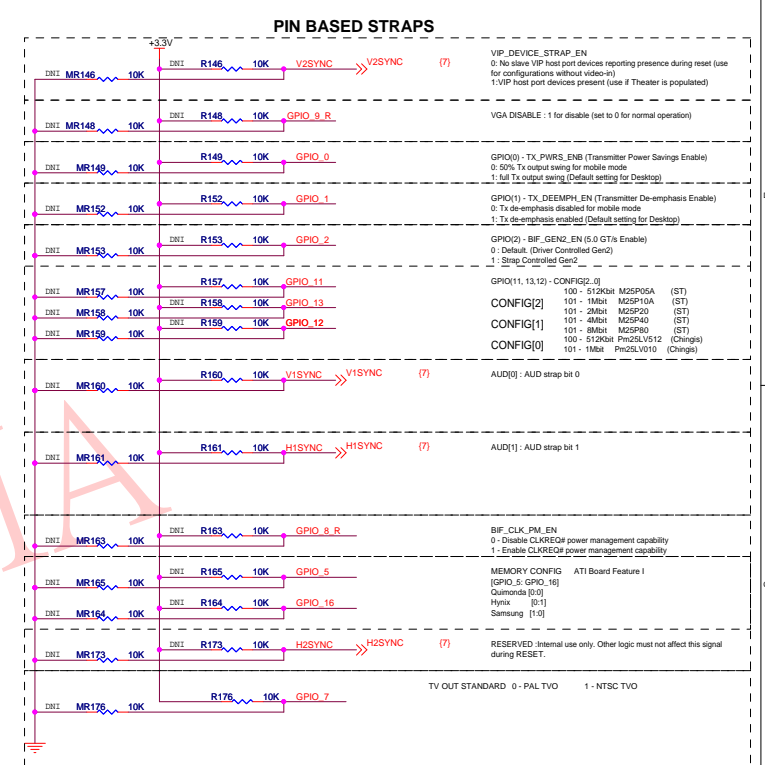 PIN BASED STRAPS
+3.3V
DNI R146 10K V2SYNC V2SYNC {7}
DNI MR146 10K
VIP_DEVICE_STRAP_EN
0: No slave VIP host port devices reporting presence during reset (use
for configurations without video-in)
1:VIP host port devices present (use if Theater is populated)
DNI R148 10K GPIO_9_R
DNI MR148 10K
VGA DISABLE : 1 for disable (set to 0 for normal operation)
R149 10K GPIO_0
DNI MR149 10K
GPIO(0) - TX_PWRS_ENB (Transmitter Power Savings Enable)
0: 50% Tx output swing for mobile mode
1: full Tx output swing (Default setting for Desktop)
R152 10K GPIO_1
DNI MR152 10K
GPIO(1) - TX_DEEMPH_EN (Transmitter De-emphasis Enable)
0: Tx de-emphasis disabled for mobile mode
1: Tx de-emphasis enabled (Default setting for Desktop)
DNI R153 10K GPIO_2
DNI MR153 10K
GPIO(2) - BIF_GEN2_EN (5.0 GT/s Enable)
0 : Default. (Driver Controlled Gen2)
1 : Strap Controlled Gen2
R157 10K GPIO_11
DNI MR157 10K
DNI R158 10K GPIO_13
DNI MR158 10K
DNI R159 10K GPIO_12
DNI MR159 10K
GPIO(11, 13,12) - CONFIG[2..0]
100 - 512Kbit M25P05A (ST)
CONFIG[2] 101 - 1Mbit M25P10A (ST)
101 - 2Mbit M25P20 (ST)
CONFIG[1] 101 - 4Mbit M25P40 (ST)
101 - 8Mbit M25P80 (ST)
CONFIG[0] 100 - 512Kbit Pm25LV512 (Chingis)
101 - 1Mbit Pm25LV010 (Chingis)
R160 10K V1SYNC V1SYNC {7}
DNI MR160 10K
AUD[0] : AUD strap bit 0
R161 10K H1SYNC H1SYNC {7}
DNI MR161 10K
AUD[1] : AUD strap bit 1
DNI R163 10K GPIO_8_R
DNI MR163 10K
BIF_CLK_PM_EN
0 - Disable CLKREQ# power management capability
1 - Enable CLKREQ# power management capability
DNI R165 10K GPIO_5
DNI MR165 10K
DNI R164 10K GPIO_16
DNI MR164 10K
MEMORY CONFIG ATI Board Feature I
[GPIO_5: GPIO_16]
Quimonda [0:0]
Hynix [0:1]
Samsung [1:0]
DNI R173 10K H2SYNC H2SYNC {7}
DNI MR173 10K
RESERVED :Internal use only. Other logic must not affect this signal
during RESET.
R176 10K GPIO_7
DNI MR176 10K
TV OUT STANDARD 0 - PAL TVO 1 - NTSC TVO